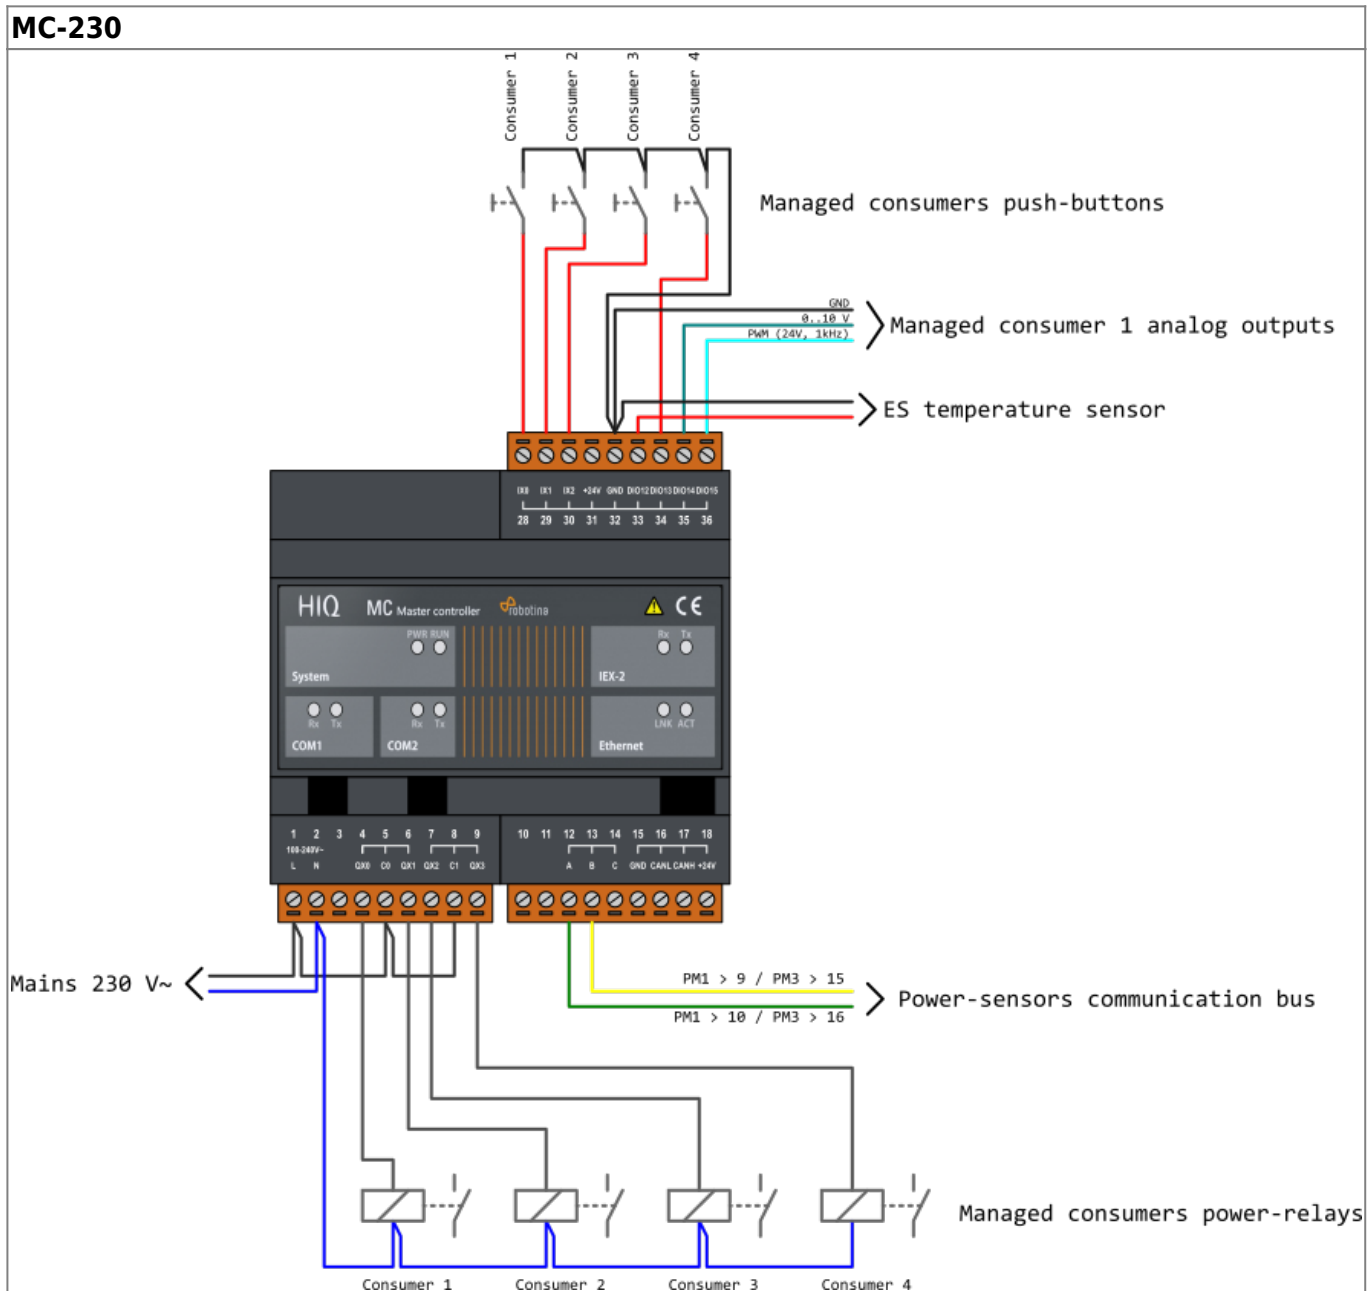 MC-230
Consumer 1
Consumer 2
Consumer 3
Consumer 4
Managed consumers push-buttons
GND
0..10 V
PWM (24V, 1kHz)
Managed consumer 1 analog outputs
ES temperature sensor
IX0 IX1 IX2 +24V GND DIO12 DIO13 DIO14 DIO15
28 29 30 31 32 33 34 35 36
HIQ MC Master controller robotina CE
PWR RUN
System
Rx Tx
IEX-2
Rx Tx
COM1
Rx Tx
COM2
LNK ACT
Ethernet
1 2 3 4 5 6 7 8 9
100-240V~
L N QX0 C0 QX1 QX2 C1 QX3
10 11 12 13 14 15 16 17 18
A B C GND CANL CANH +24V
Mains 230 V~
PM1 > 9 / PM3 > 15
PM1 > 10 / PM3 > 16
Power-sensors communication bus
Managed consumers power-relays
Consumer 1
Consumer 2
Consumer 3
Consumer 4